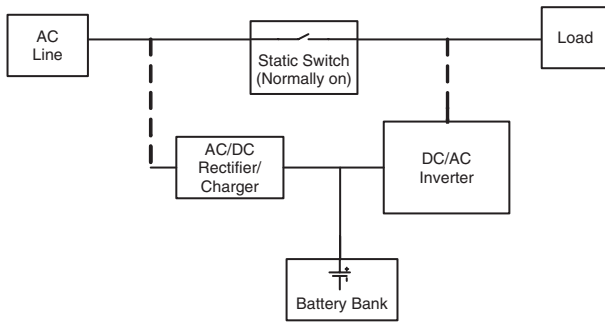 AC
Line
Static Switch
(Normally on)
Load
AC/DC
Rectifier/
Charger
DC/AC
Inverter
Battery Bank